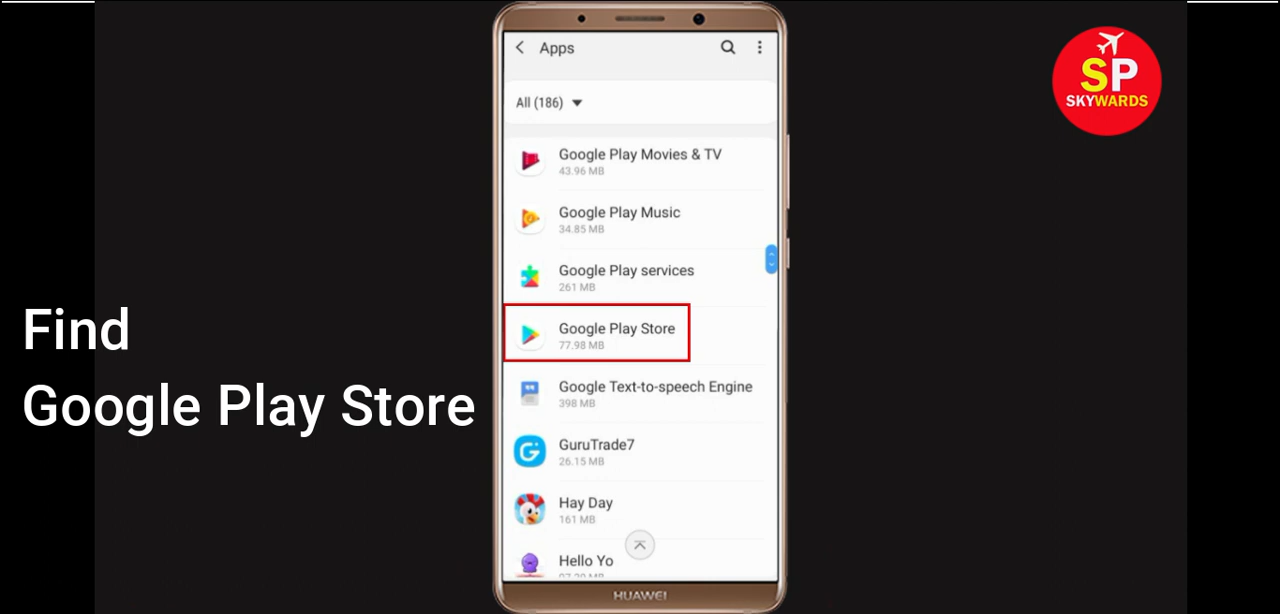 Apps
All (186)
Google Play Movies & TV
43.96 MB
Google Play Music
34.85 MB
Google Play services
261 MB
Google Play Store
77.98 MB
Google Text-to-speech Engine
398 MB
GuruTrade7
26.15 MB
Hay Day
161 MB
Hello Yo
HUAWEI
Find
Google Play Store
SP
SKYWARDS